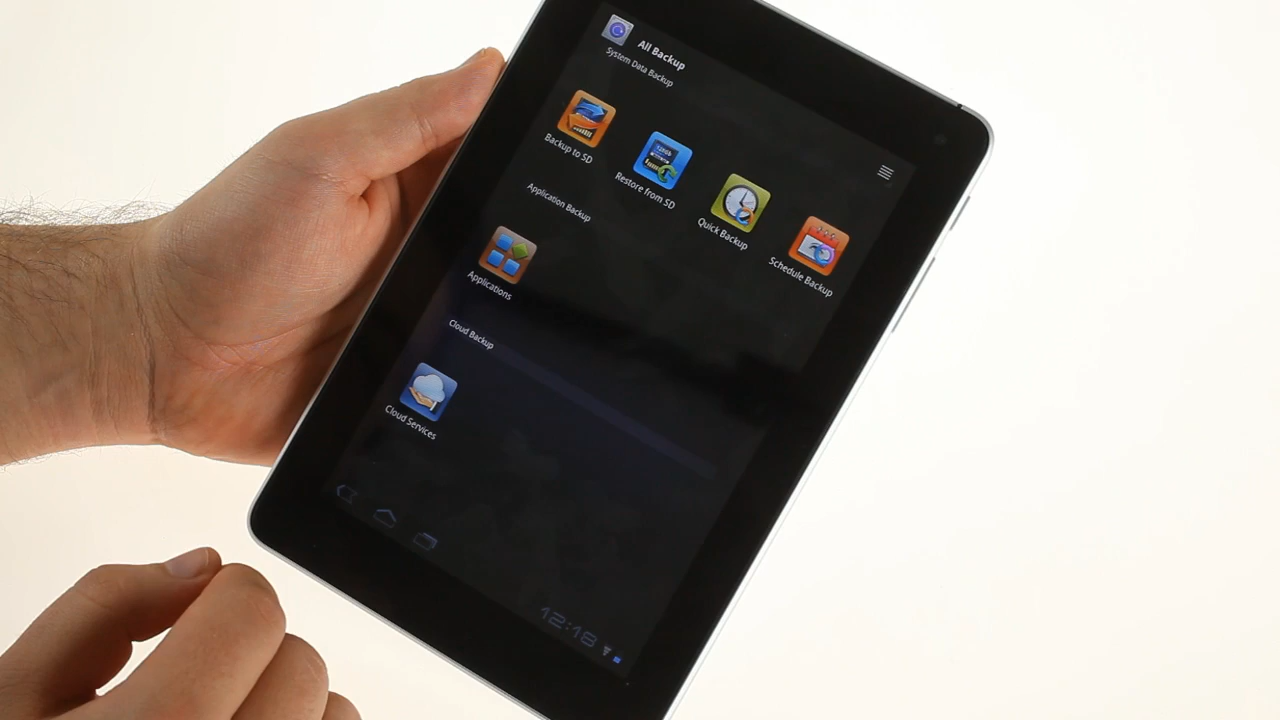 All Backup
System Data Backup
Backup to SD
Restore from SD
Quick Backup
Schedule Backup
Application Backup
Applications
Cloud Backup
Cloud Services
12:18